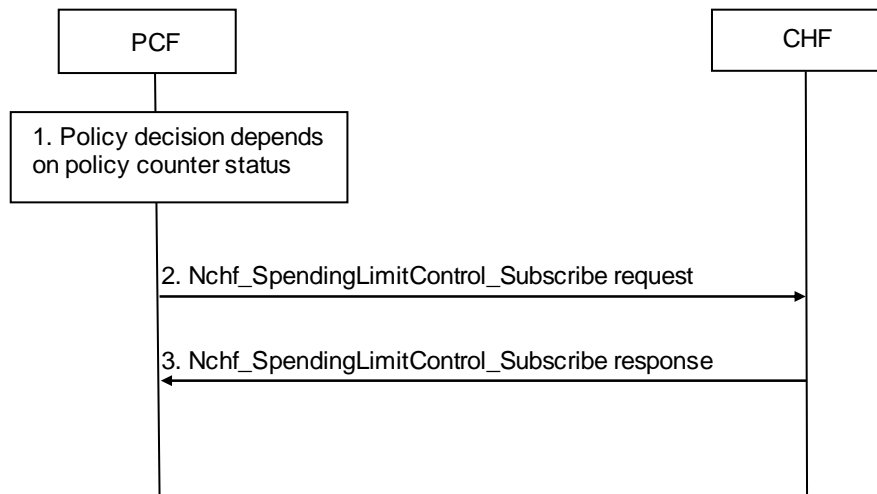 PCF
CHF
1. Policy decision depends
on policy counter status
2. Nchf_SpendingLimitControl_Subscribe request
3. Nchf_SpendingLimitControl_Subscribe response